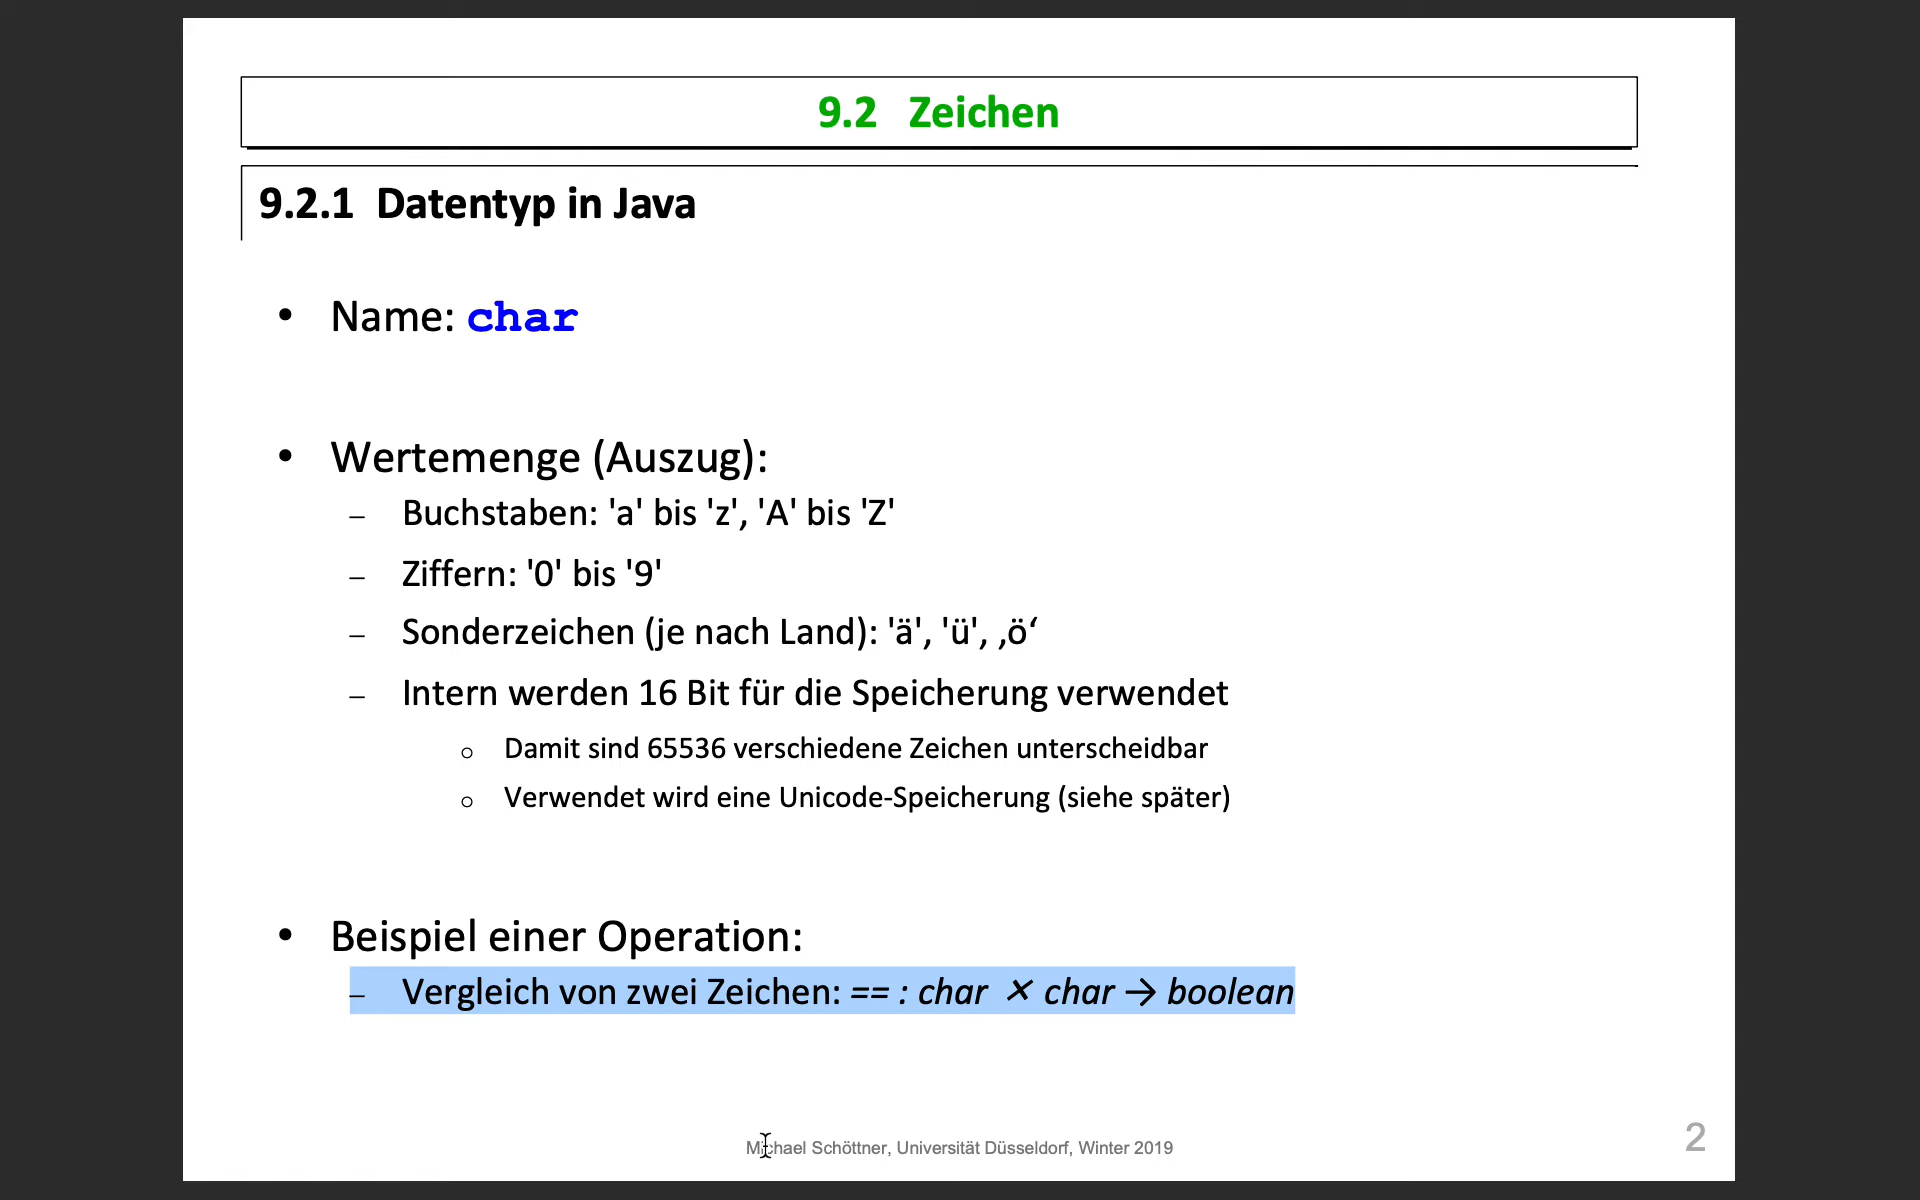 9.2 Zeichen
9.2.1 Datentyp in Java
• Name: char
• Wertemenge (Auszug):
– Buchstaben: 'a' bis 'z', 'A' bis 'Z'
– Ziffern: '0' bis '9'
– Sonderzeichen (je nach Land): 'ä', 'ü', ‚ö‘
– Intern werden 16 Bit für die Speicherung verwendet
o Damit sind 65536 verschiedene Zeichen unterscheidbar
o Verwendet wird eine Unicode-Speicherung (siehe später)
• Beispiel einer Operation:
– Vergleich von zwei Zeichen: == : char ✕ char → boolean
Michael Schöttner, Universität Düsseldorf, Winter 2019
2